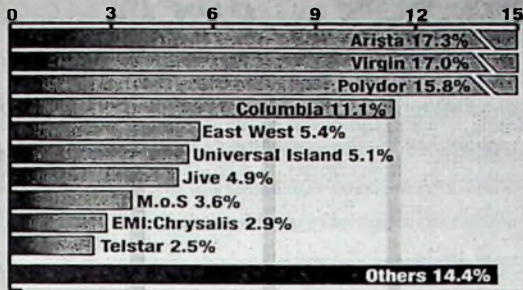 0 3 6 9 12 15
Arista 17.3%
Virgin 17.0%
Polydor 15.8%
Columbia 11.1%
East West 5.4%
Universal Island 5.1%
Jive 4.9%
M.o.S 3.6%
EMI:Chrysalis 2.9%
Telstar 2.5%
Others 14.4%